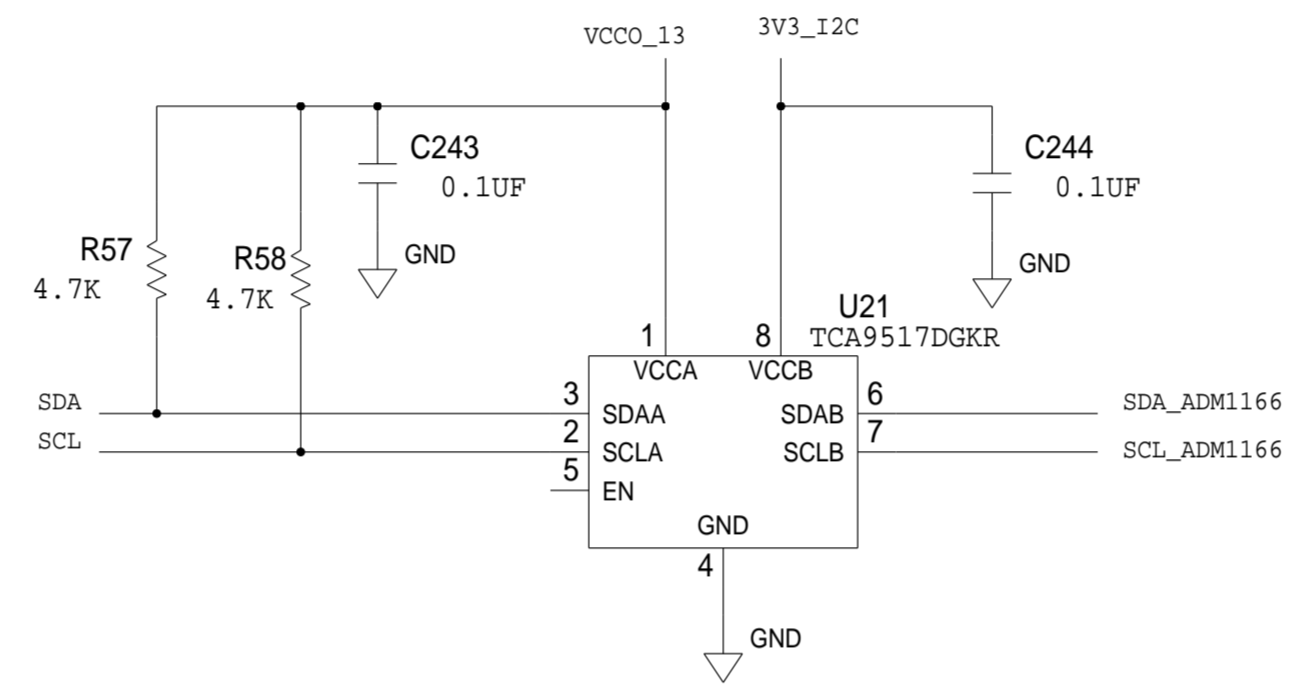 VCCO_13
3V3_I2C
C243
0.1UF
C244
0.1UF
R57
4.7K
R58
4.7K
GND
GND
U21
TCA9517DGKR
1
8
VCCA
VCCB
SDA
3
SDAA
SDAB
6
SDA_ADM1166
SCL
2
SCLA
SCLB
7
SCL_ADM1166
5
EN
GND
4
GND